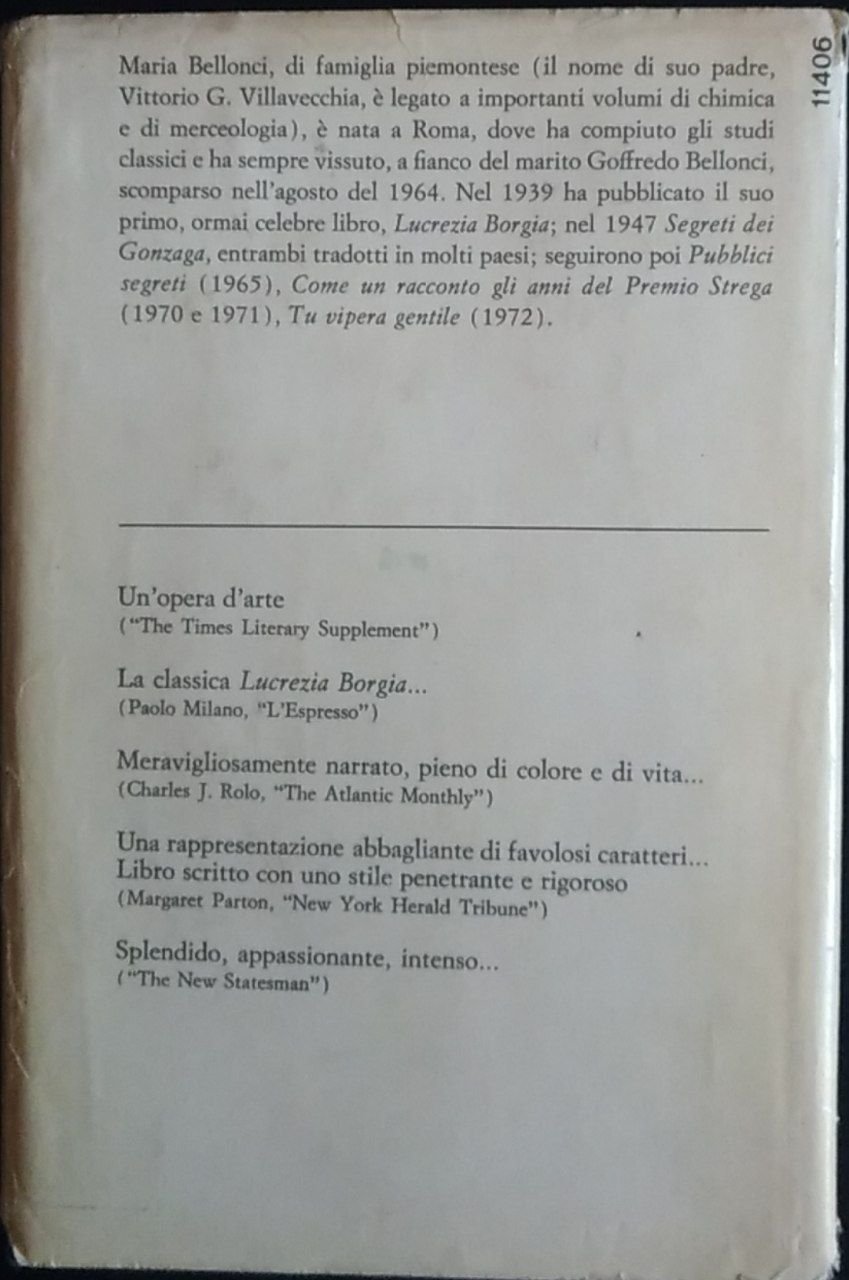 11406
Maria Bellonci, di famiglia piemontese (il nome di suo padre,
Vittorio G. Villavecchia, è legato a importanti volumi di chimica
e di merceologia), è nata a Roma, dove ha compiuto gli studi
classici e ha sempre vissuto, a fianco del marito Goffredo Bellonci,
scomparso nell'agosto del 1964. Nel 1939 ha pubblicato il suo
primo, ormai celebre libro, Lucrezia Borgia; nel 1947 Segreti dei
Gonzaga, entrambi tradotti in molti paesi; seguirono poi Pubblici
segreti (1965), Come un racconto gli anni del Premio Strega
(1970 e 1971), Tu vipera gentile (1972).
Un'opera d'arte
("The Times Literary Supplement")
La classica Lucrezia Borgia...
(Paolo Milano, "L'Espresso")
Meravigliosamente narrato, pieno di colore e di vita...
(Charles J. Rolo, "The Atlantic Monthly")
Una rappresentazione abbagliante di favolosi caratteri...
Libro scritto con uno stile penetrante e rigoroso
(Margaret Parton, "New York Herald Tribune")
Splendido, appassionante, intenso...
("The New Statesman")